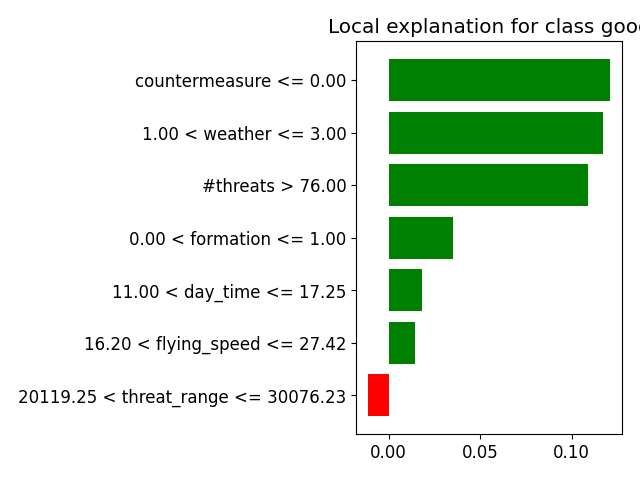 Local explanation for class good
countermeasure <= 0.00
1.00 < weather <= 3.00
#threats > 76.00
0.00 < formation <= 1.00
11.00 < day_time <= 17.25
16.20 < flying_speed <= 27.42
20119.25 < threat_range <= 30076.23
0.00 0.05 0.10